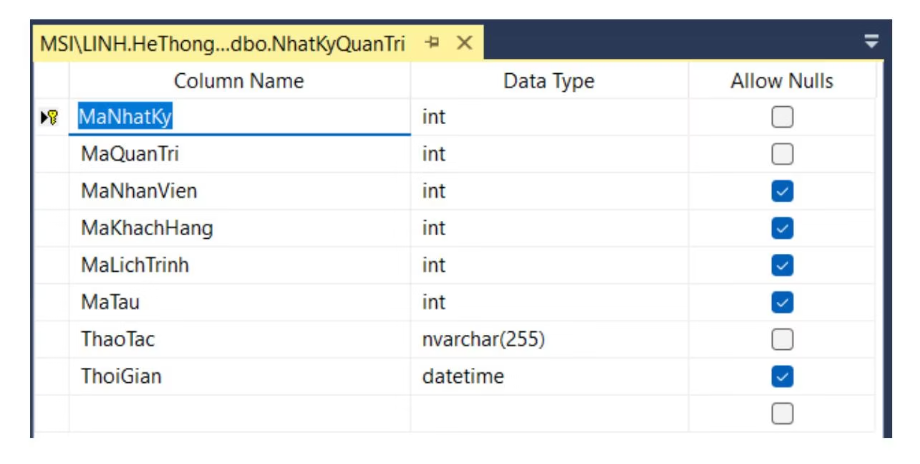 MSI\LINH.HeThong...dbo.NhatKyQuanTri
Column Name Data Type Allow Nulls
MaNhatKy int
MaQuanTri int
MaNhanVien int
MaKhachHang int
MaLichTrinh int
MaTau int
ThaoTac nvarchar(255)
ThoiGian datetime